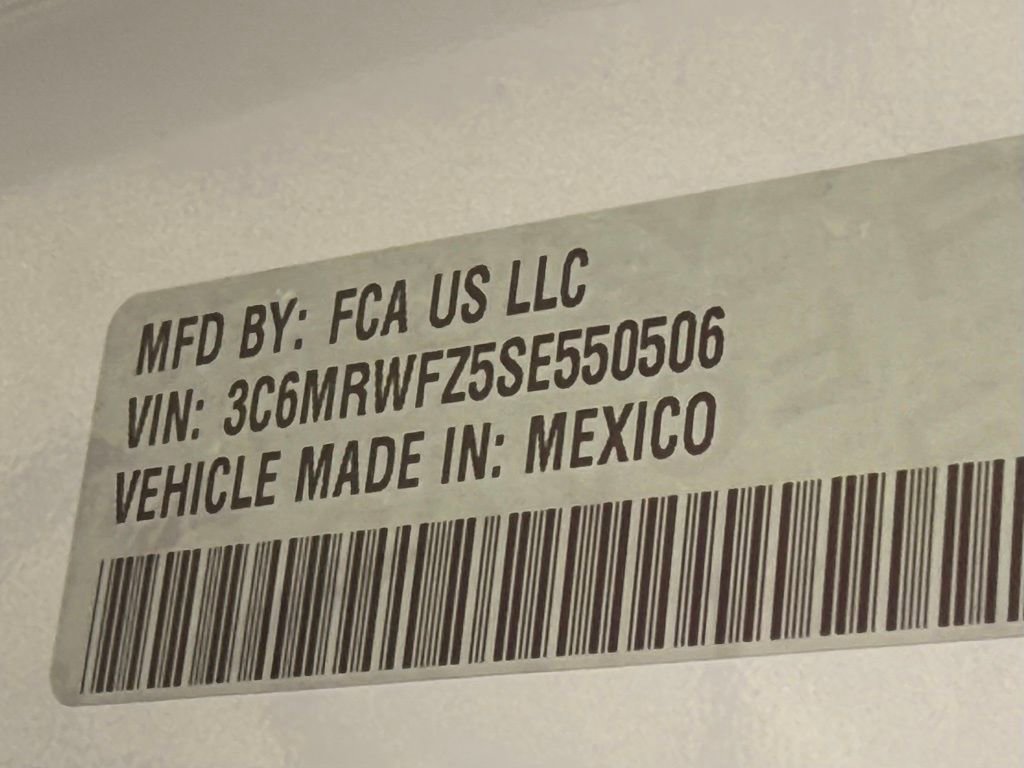 MFD BY: FCA US LLC
VIN: 3C6MRWFZ5SE550506
VEHICLE MADE IN: MEXICO